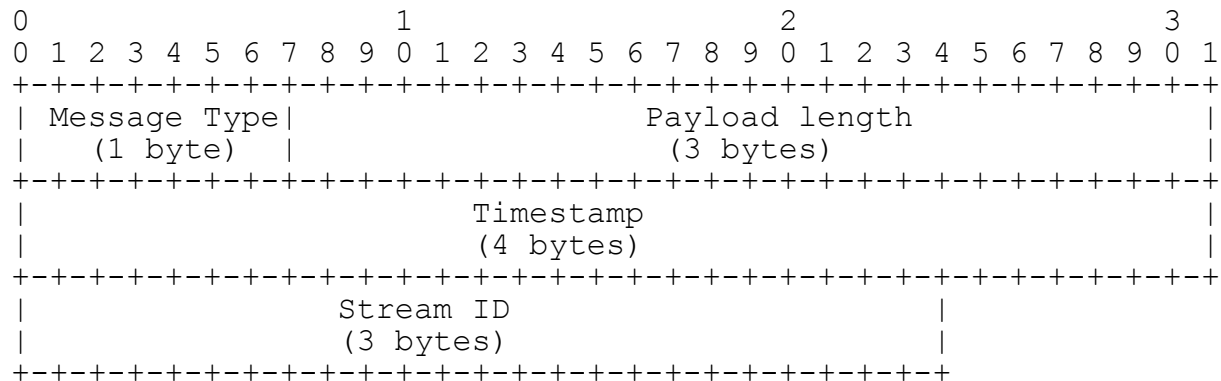 0                   1                   2                   3
0 1 2 3 4 5 6 7 8 9 0 1 2 3 4 5 6 7 8 9 0 1 2 3 4 5 6 7 8 9 0 1
+-+-+-+-+-+-+-+-+-+-+-+-+-+-+-+-+-+-+-+-+-+-+-+-+-+-+-+-+-+-+-+
| Message Type|                  Payload length               |
|   (1 byte)  |                   (3 bytes)                   |
+-+-+-+-+-+-+-+-+-+-+-+-+-+-+-+-+-+-+-+-+-+-+-+-+-+-+-+-+-+-+-+
|                       Timestamp                             |
|                       (4 bytes)                             |
+-+-+-+-+-+-+-+-+-+-+-+-+-+-+-+-+-+-+-+-+-+-+-+-+-+-+-+-+-+-+-+
|                Stream ID                      |
|                (3 bytes)                      |
+-+-+-+-+-+-+-+-+-+-+-+-+-+-+-+-+-+-+-+-+-+-+-+-+